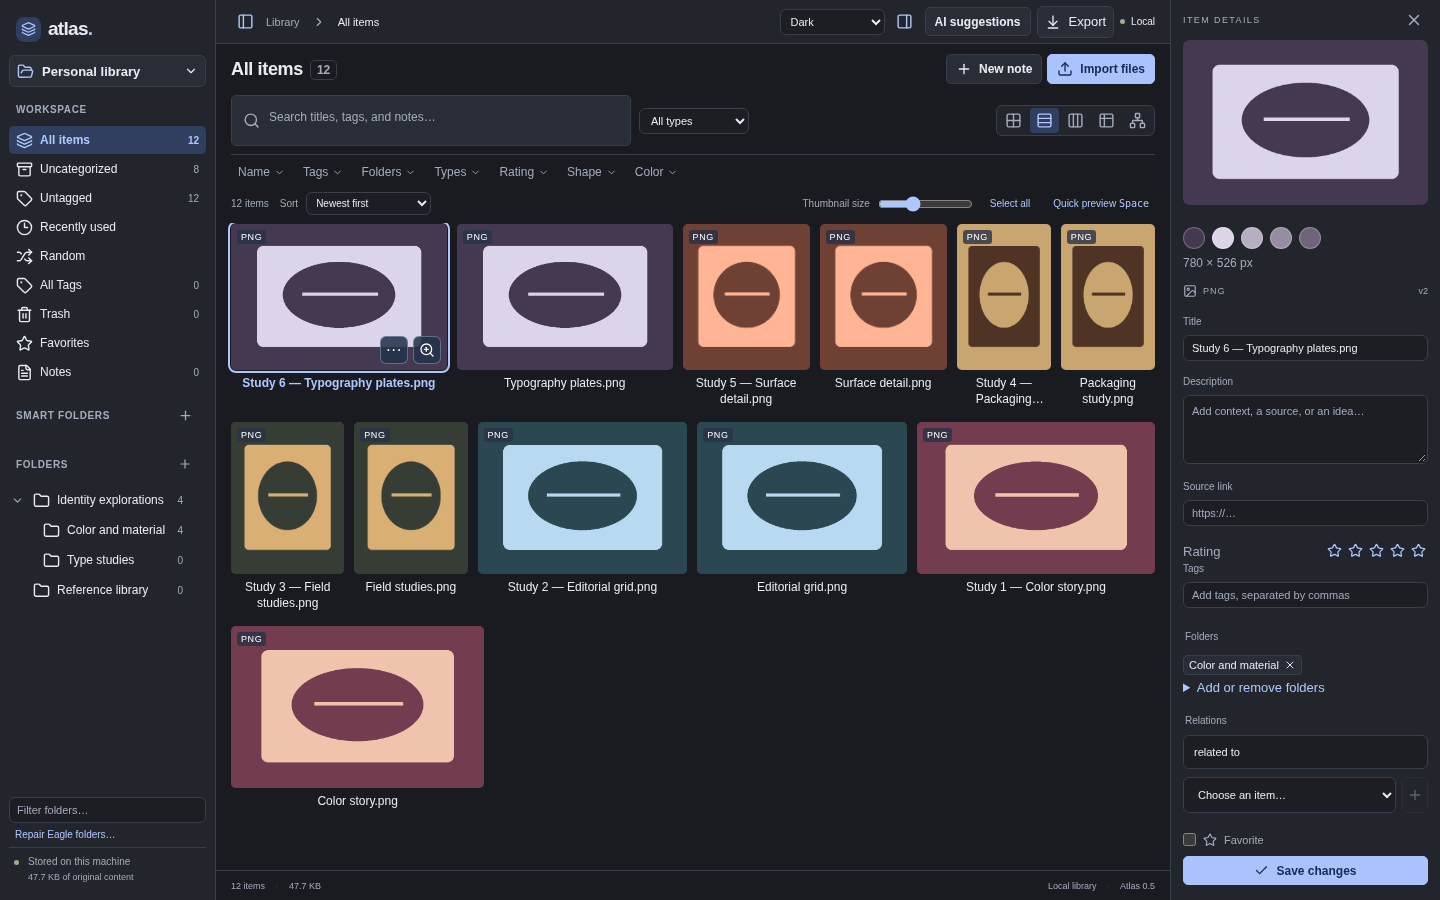 atlas.
Personal library
WORKSPACE
All items 12
Uncategorized 8
Untagged 12
Recently used
Random
All Tags 0
Trash 0
Favorites
Notes 0
SMART FOLDERS
FOLDERS
Identity explorations 4
Color and material 4
Type studies 0
Reference library 0
Filter folders…
Repair Eagle folders…
Stored on this machine
47.7 KB of original content
Library All items
Dark
AI suggestions
Export
Local
All items 12
New note
Import files
Search titles, tags, and notes…
All types
Name Tags Folders Types Rating Shape Color
12 items Sort Newest first
Thumbnail size Select all Quick preview Space
PNG PNG PNG PNG PNG PNG
Study 6 — Typography plates.png
Typography plates.png
Study 5 — Surface
detail.png
Surface detail.png
Study 4 —
Packaging…
Packaging
study.png
PNG PNG PNG PNG PNG
Study 3 — Field
studies.png
Field studies.png
Study 2 — Editorial grid.png
Editorial grid.png
Study 1 — Color story.png
PNG
Color story.png
12 items · 47.7 KB
Local library · Atlas 0.5
ITEM DETAILS
780 × 526 px
PNG v2
Title
Study 6 — Typography plates.png
Description
Add context, a source, or an idea…
Source link
https://…
Rating
Tags
Add tags, separated by commas
Folders
Color and material
Add or remove folders
Relations
related to
Choose an item…
Favorite
Save changes